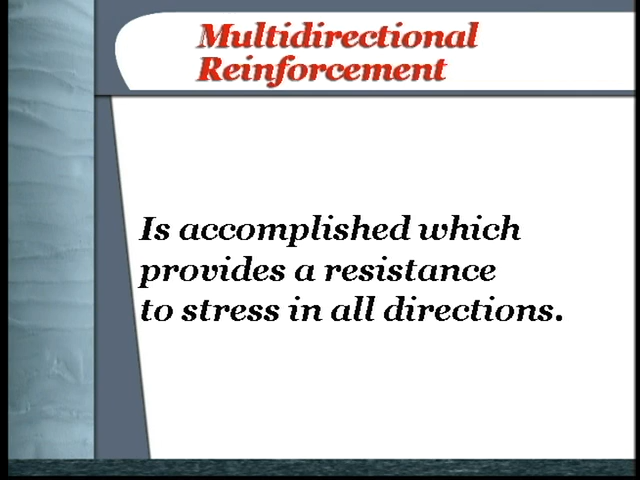 Multidirectional
Reinforcement
Is accomplished which
provides a resistance
to stress in all directions.